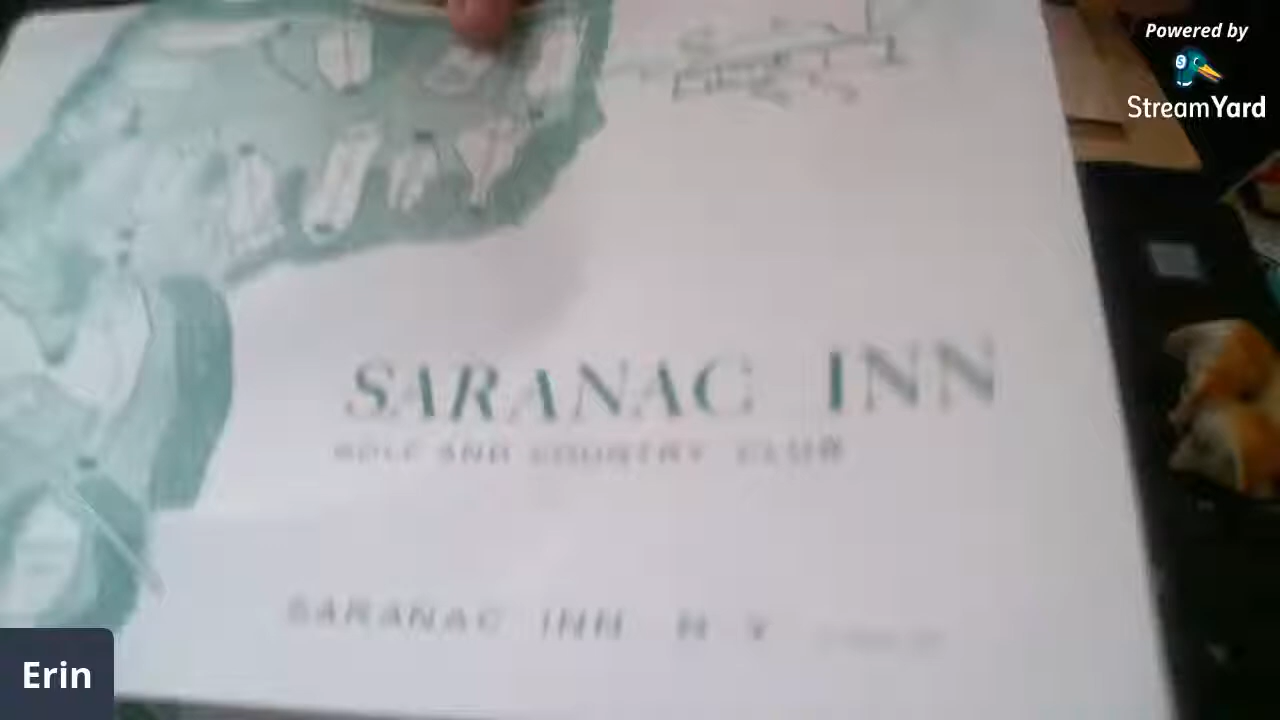 Powered by
StreamYard
SARANAC INN
GOLF AND COUNTRY CLUB
SARANAC INN N Y
Erin